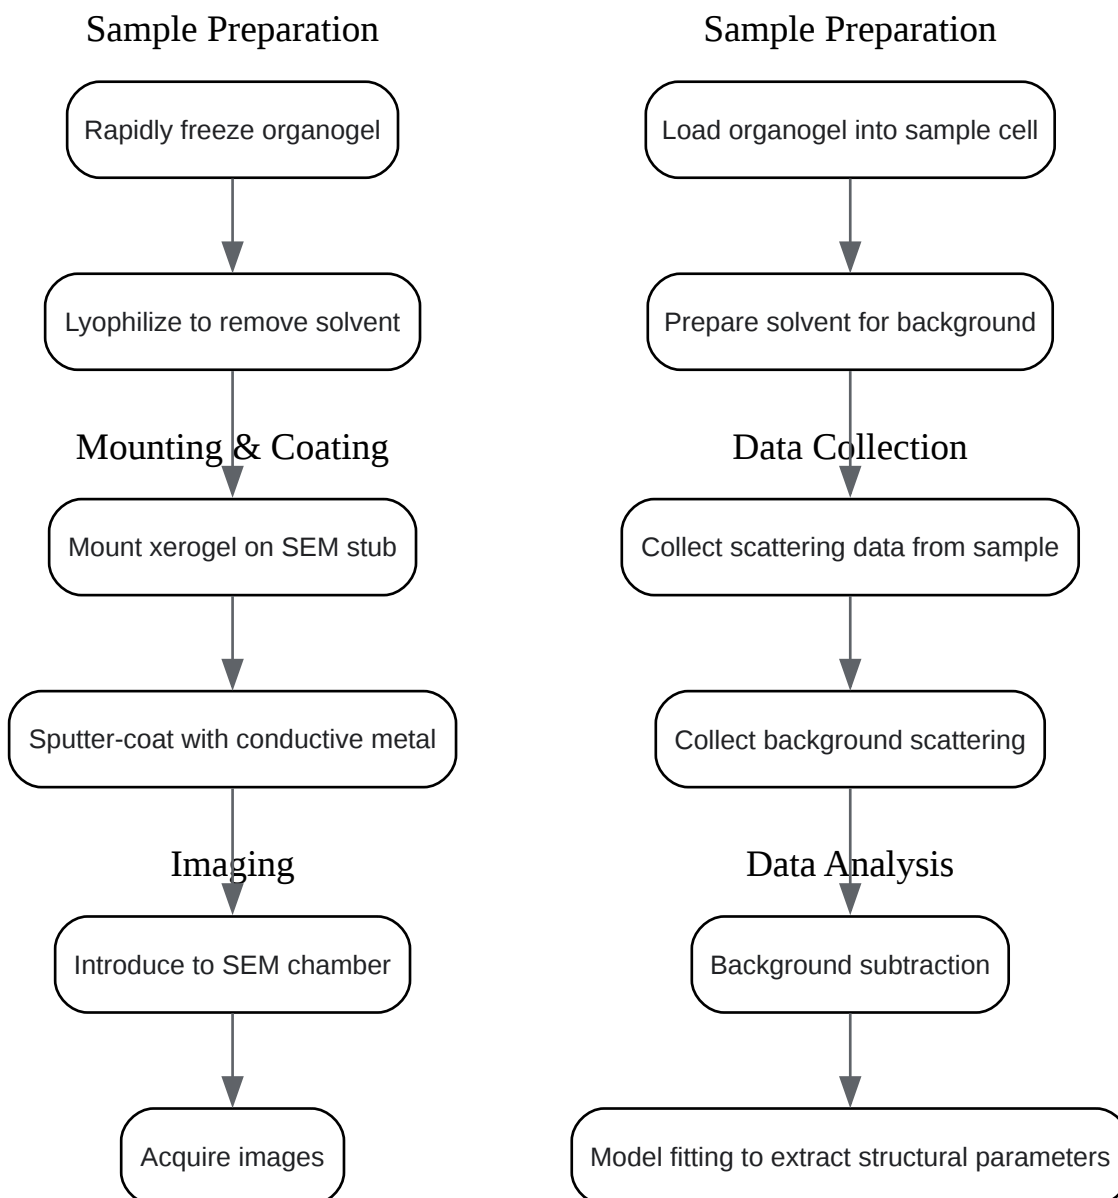 Sample Preparation
Rapidly freeze organogel
Lyophilize to remove solvent
Mounting & Coating
Mount xerogel on SEM stub
Sputter-coat with conductive metal
Imaging
Introduce to SEM chamber
Acquire images
Sample Preparation
Load organogel into sample cell
Prepare solvent for background
Data Collection
Collect scattering data from sample
Collect background scattering
Data Analysis
Background subtraction
Model fitting to extract structural parameters